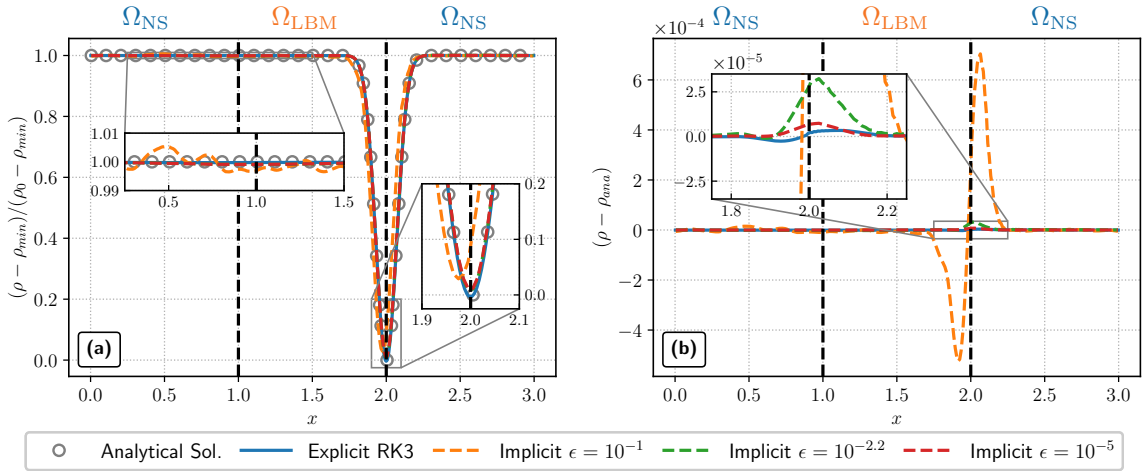 Ω_NS Ω_LBM Ω_NS
1.0
0.8
0.6
0.4
0.2
0.0
(ρ − ρ_min)/(ρ_0 − ρ_min)
1.01
1.00
0.99
0.5 1.0 1.5
0.2
0.1
0.0
1.9 2.0 2.1
(a)
0.0 0.5 1.0 1.5 2.0 2.5 3.0
x
Ω_NS Ω_LBM Ω_NS
×10^−4
6
4
2
0
−2
−4
(ρ − ρ_ana)
×10^−5
2.5
0.0
−2.5
1.8 2.0 2.2
(b)
0.0 0.5 1.0 1.5 2.0 2.5 3.0
x
Analytical Sol. Explicit RK3 Implicit ϵ = 10^−1 Implicit ϵ = 10^−2.2 Implicit ϵ = 10^−5